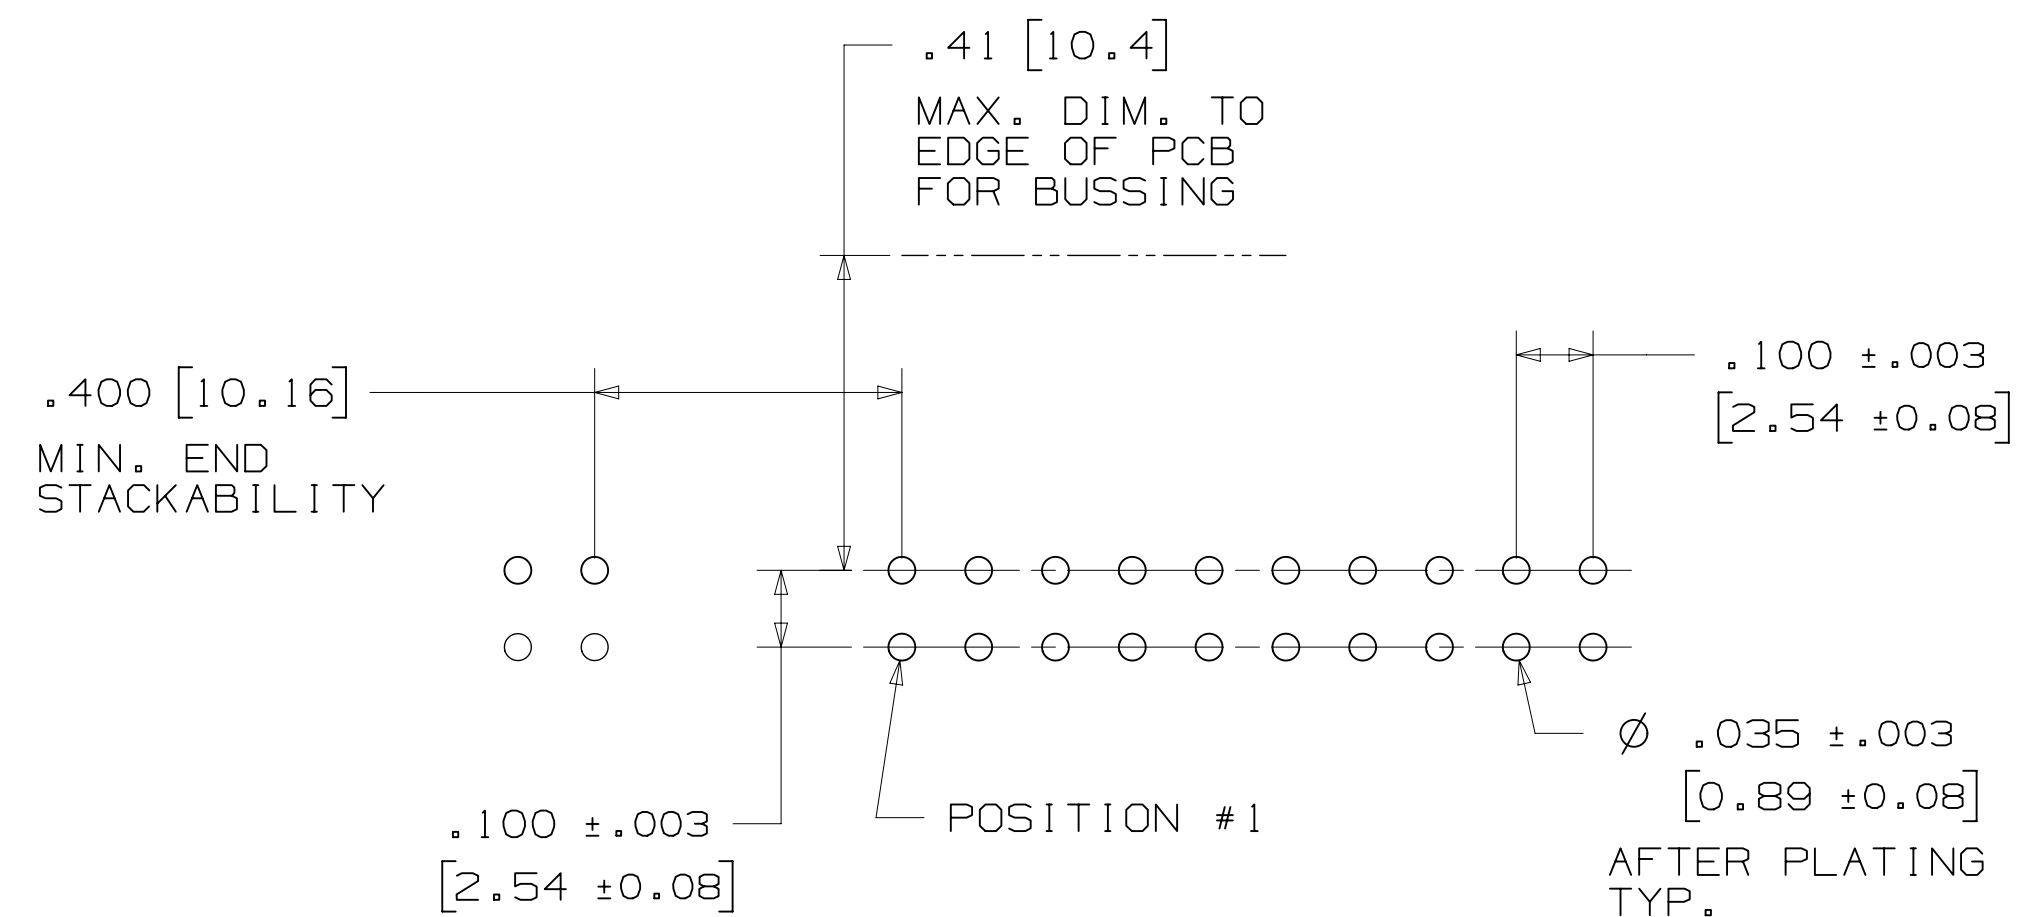 .41 [10.4]
MAX. DIM. TO
EDGE OF PCB
FOR BUSSING
.400 [10.16]
MIN. END
STACKABILITY
.100 ±.003
[2.54 ±0.08]
Ø .035 ±.003
[0.89 ±0.08]
AFTER PLATING
TYP.
.100 ±.003
[2.54 ±0.08]
POSITION #1